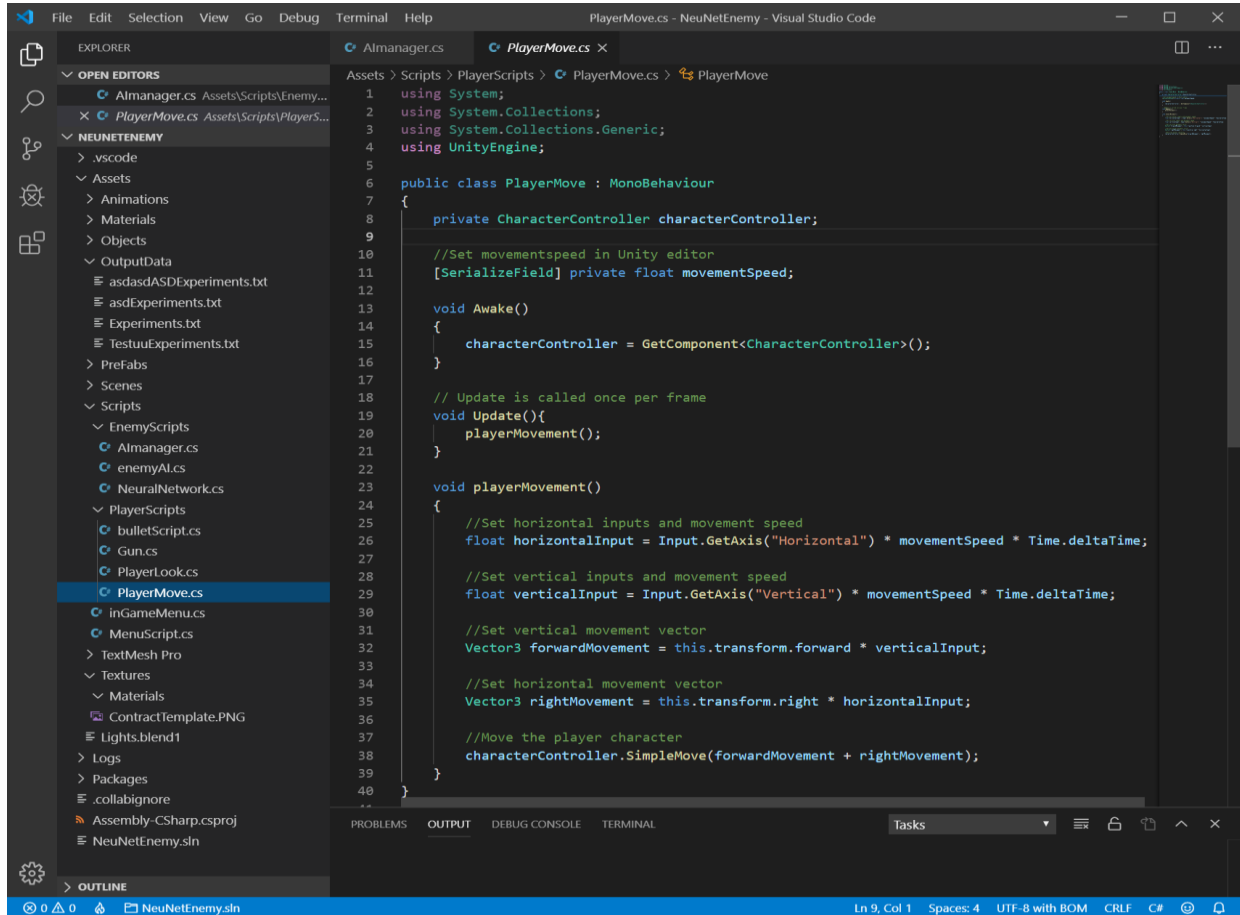 File Edit Selection View Go Debug Terminal Help PlayerMove.cs - NeuNetEnemy - Visual Studio Code
EXPLORER
OPEN EDITORS
AImanager.cs Assets\Scripts\Enemy...
PlayerMove.cs Assets\Scripts\PlayerS...
NEUNETENEMY
.vscode
Assets
Animations
Materials
Objects
OutputData
asdasdASDExperiments.txt
asdExperiments.txt
Experiments.txt
TestuuExperiments.txt
PreFabs
Scenes
Scripts
EnemyScripts
AImanager.cs
enemyAI.cs
NeuralNetwork.cs
PlayerScripts
bulletScript.cs
Gun.cs
PlayerLook.cs
PlayerMove.cs
inGameMenu.cs
MenuScript.cs
TextMesh Pro
Textures
Materials
ContractTemplate.PNG
Lights.blend1
Logs
Packages
.collabignore
Assembly-CSharp.csproj
NeuNetEnemy.sln
OUTLINE
AImanager.cs PlayerMove.cs
Assets > Scripts > PlayerScripts > PlayerMove.cs > PlayerMove
1 using System;
2 using System.Collections;
3 using System.Collections.Generic;
4 using UnityEngine;
5
6 public class PlayerMove : MonoBehaviour
7 {
8 private CharacterController characterController;
9
10 //Set movementspeed in Unity editor
11 [SerializeField] private float movementSpeed;
12
13 void Awake()
14 {
15 characterController = GetComponent<CharacterController>();
16 }
17
18 // Update is called once per frame
19 void Update(){
20 playerMovement();
21 }
22
23 void playerMovement()
24 {
25 //Set horizontal inputs and movement speed
26 float horizontalInput = Input.GetAxis("Horizontal") * movementSpeed * Time.deltaTime;
27
28 //Set vertical inputs and movement speed
29 float verticalInput = Input.GetAxis("Vertical") * movementSpeed * Time.deltaTime;
30
31 //Set vertical movement vector
32 Vector3 forwardMovement = this.transform.forward * verticalInput;
33
34 //Set horizontal movement vector
35 Vector3 rightMovement = this.transform.right * horizontalInput;
36
37 //Move the player character
38 characterController.SimpleMove(forwardMovement + rightMovement);
39 }
40 }
PROBLEMS OUTPUT DEBUG CONSOLE TERMINAL Tasks
0 0 NeuNetEnemy.sln Ln 9, Col 1 Spaces: 4 UTF-8 with BOM CRLF C#